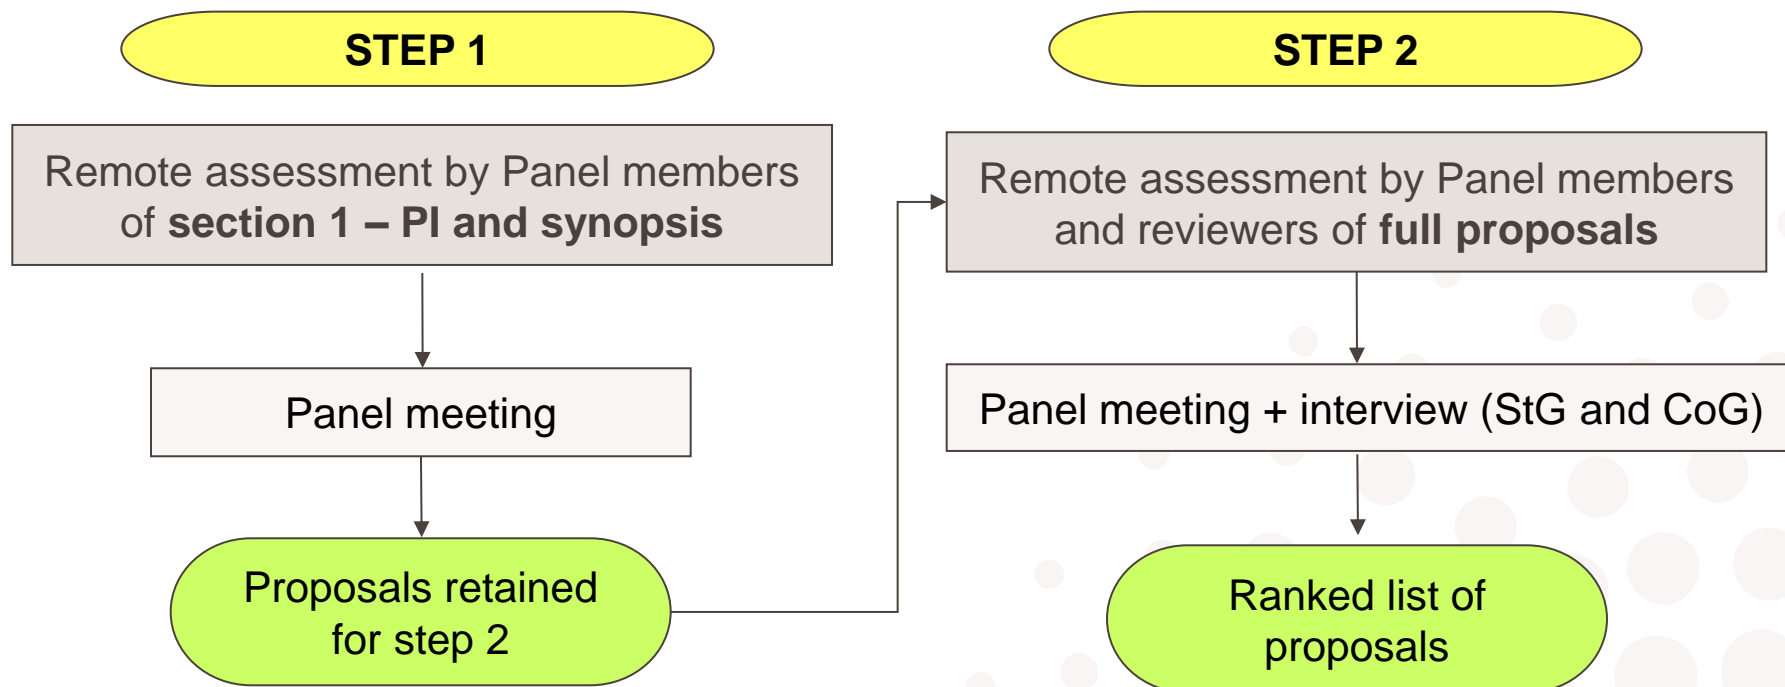 STEP 1
Remote assessment by Panel members
of section 1 – PI and synopsis
Panel meeting
Proposals retained
for step 2
STEP 2
Remote assessment by Panel members
and reviewers of full proposals
Panel meeting + interview (StG and CoG)
Ranked list of
proposals